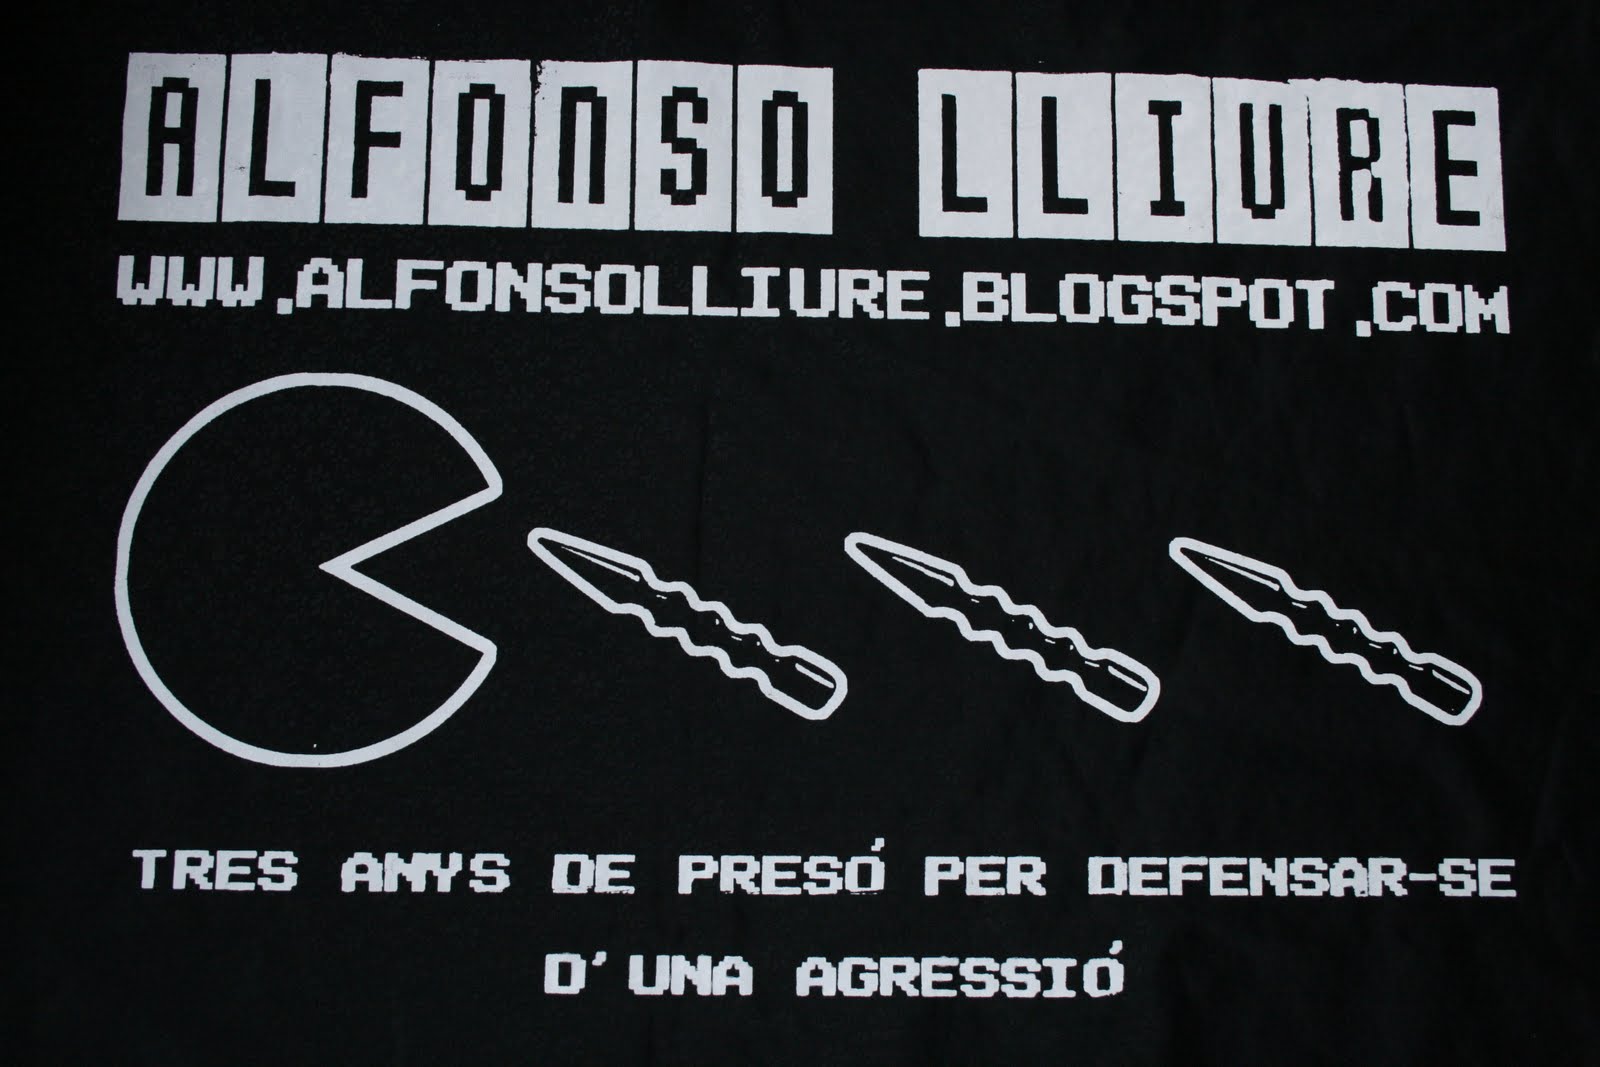 ALFONSO LLIURE
WWW.ALFONSOLLIURE.BLOGSPOT.COM
TRES ANYS DE PRESÓ PER DEFENSAR-SE
D'UNA AGRESSIÓ